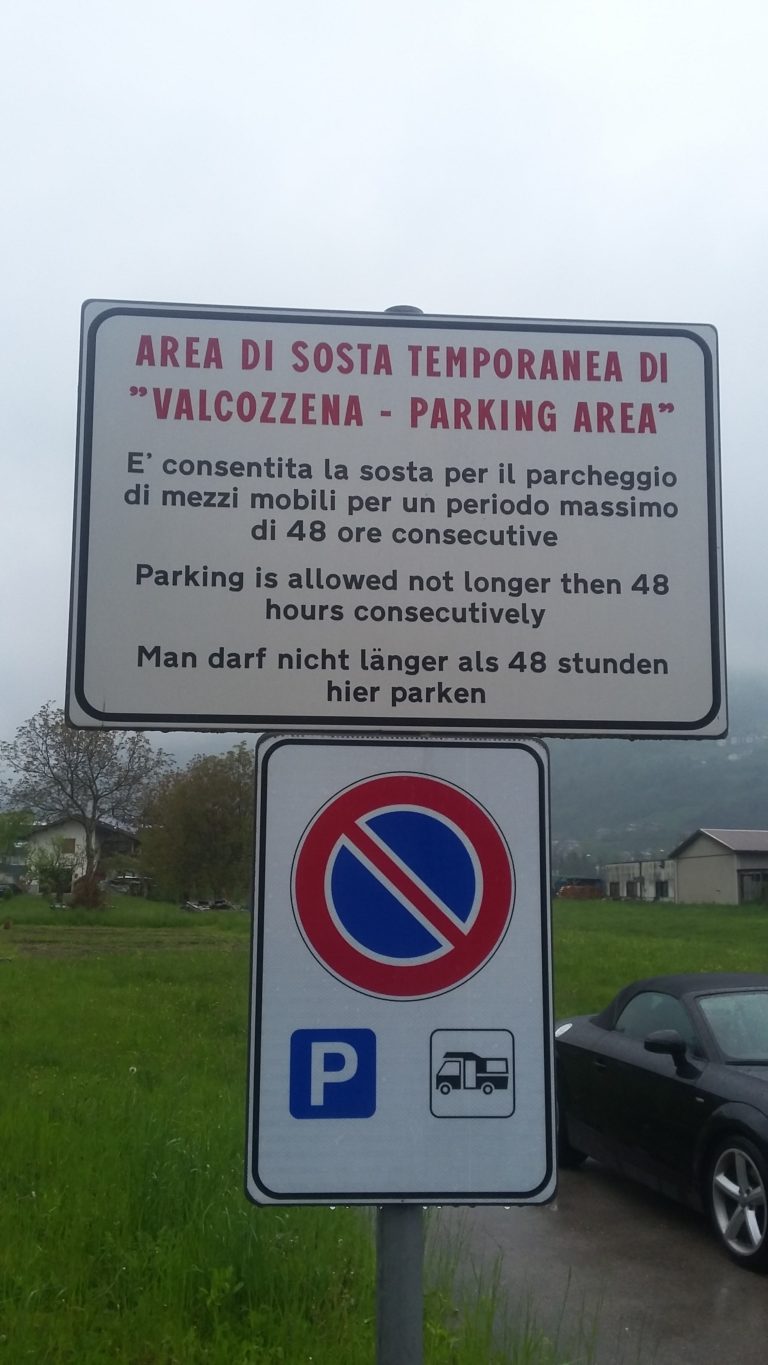 AREA DI SOSTA TEMPORANEA DI
"VALCOZZENA - PARKING AREA"
E' consentita la sosta per il parcheggio
di mezzi mobili per un periodo massimo
di 48 ore consecutive
Parking is allowed not longer then 48
hours consecutively
Man darf nicht länger als 48 stunden
hier parken
P